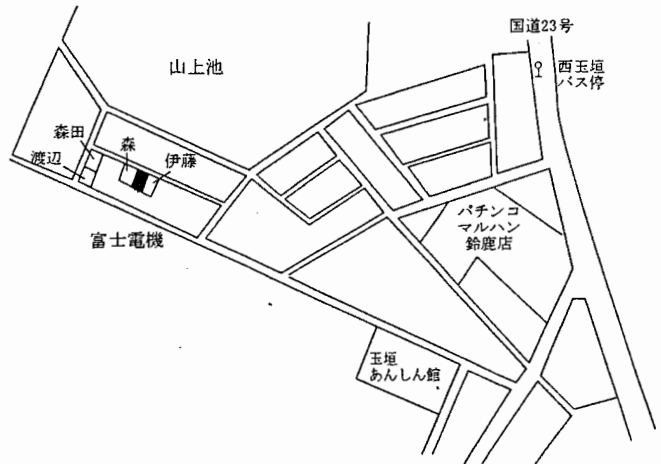 国道23号
西玉垣
バス停
山上池
森田
森
伊藤
渡辺
パチンコ
マルハン
鈴鹿店
富士電機
玉垣
あんしん館